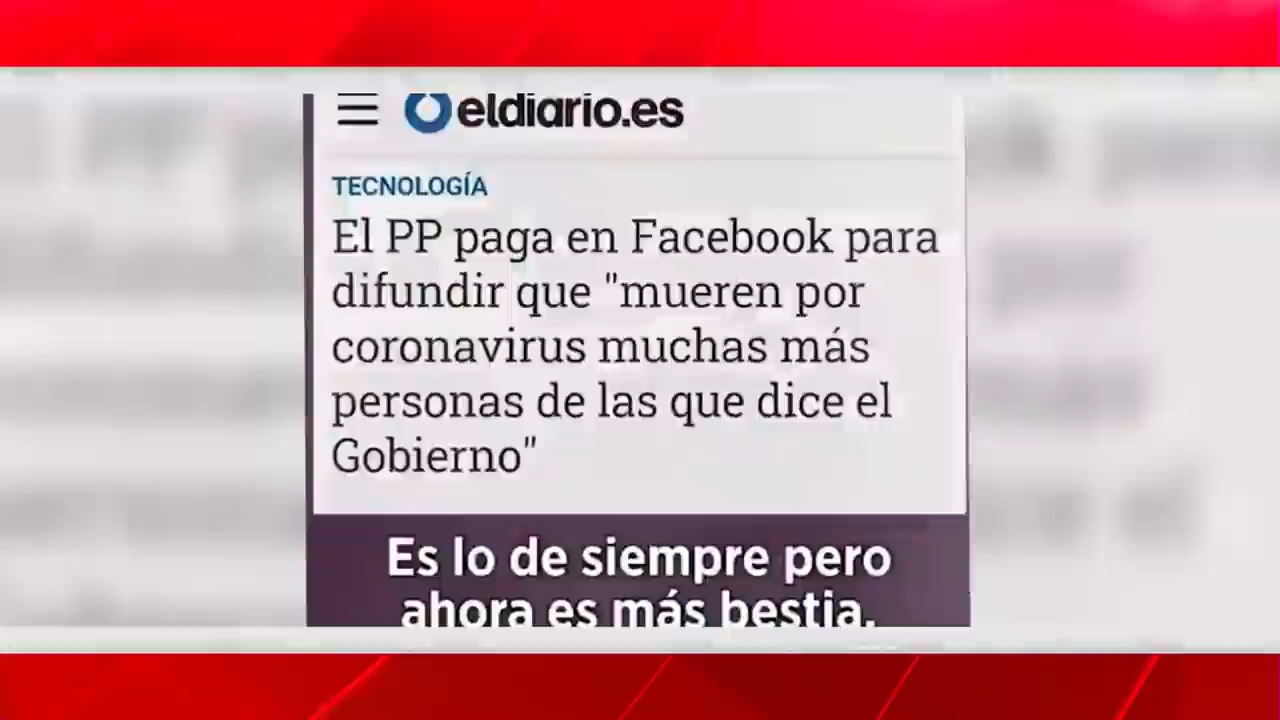 eldiario.es
TECNOLOGÍA
El PP paga en Facebook para
difundir que "mueren por
coronavirus muchas más
personas de las que dice el
Gobierno"
Es lo de siempre pero
ahora es más bestia.